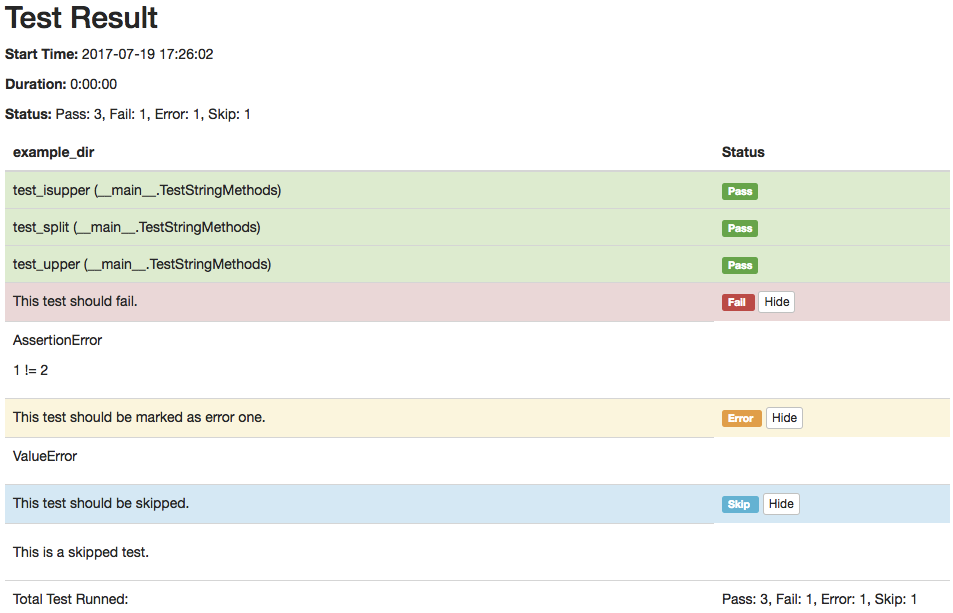 Test Result
Start Time: 2017-07-19 17:26:02
Duration: 0:00:00
Status: Pass: 3, Fail: 1, Error: 1, Skip: 1
example_dir Status
test_isupper (__main__.TestStringMethods) Pass
test_split (__main__.TestStringMethods) Pass
test_upper (__main__.TestStringMethods) Pass
This test should fail. Fail Hide
AssertionError
1 != 2
This test should be marked as error one. Error Hide
ValueError
This test should be skipped. Skip Hide
This is a skipped test.
Total Test Runned: Pass: 3, Fail: 1, Error: 1, Skip: 1